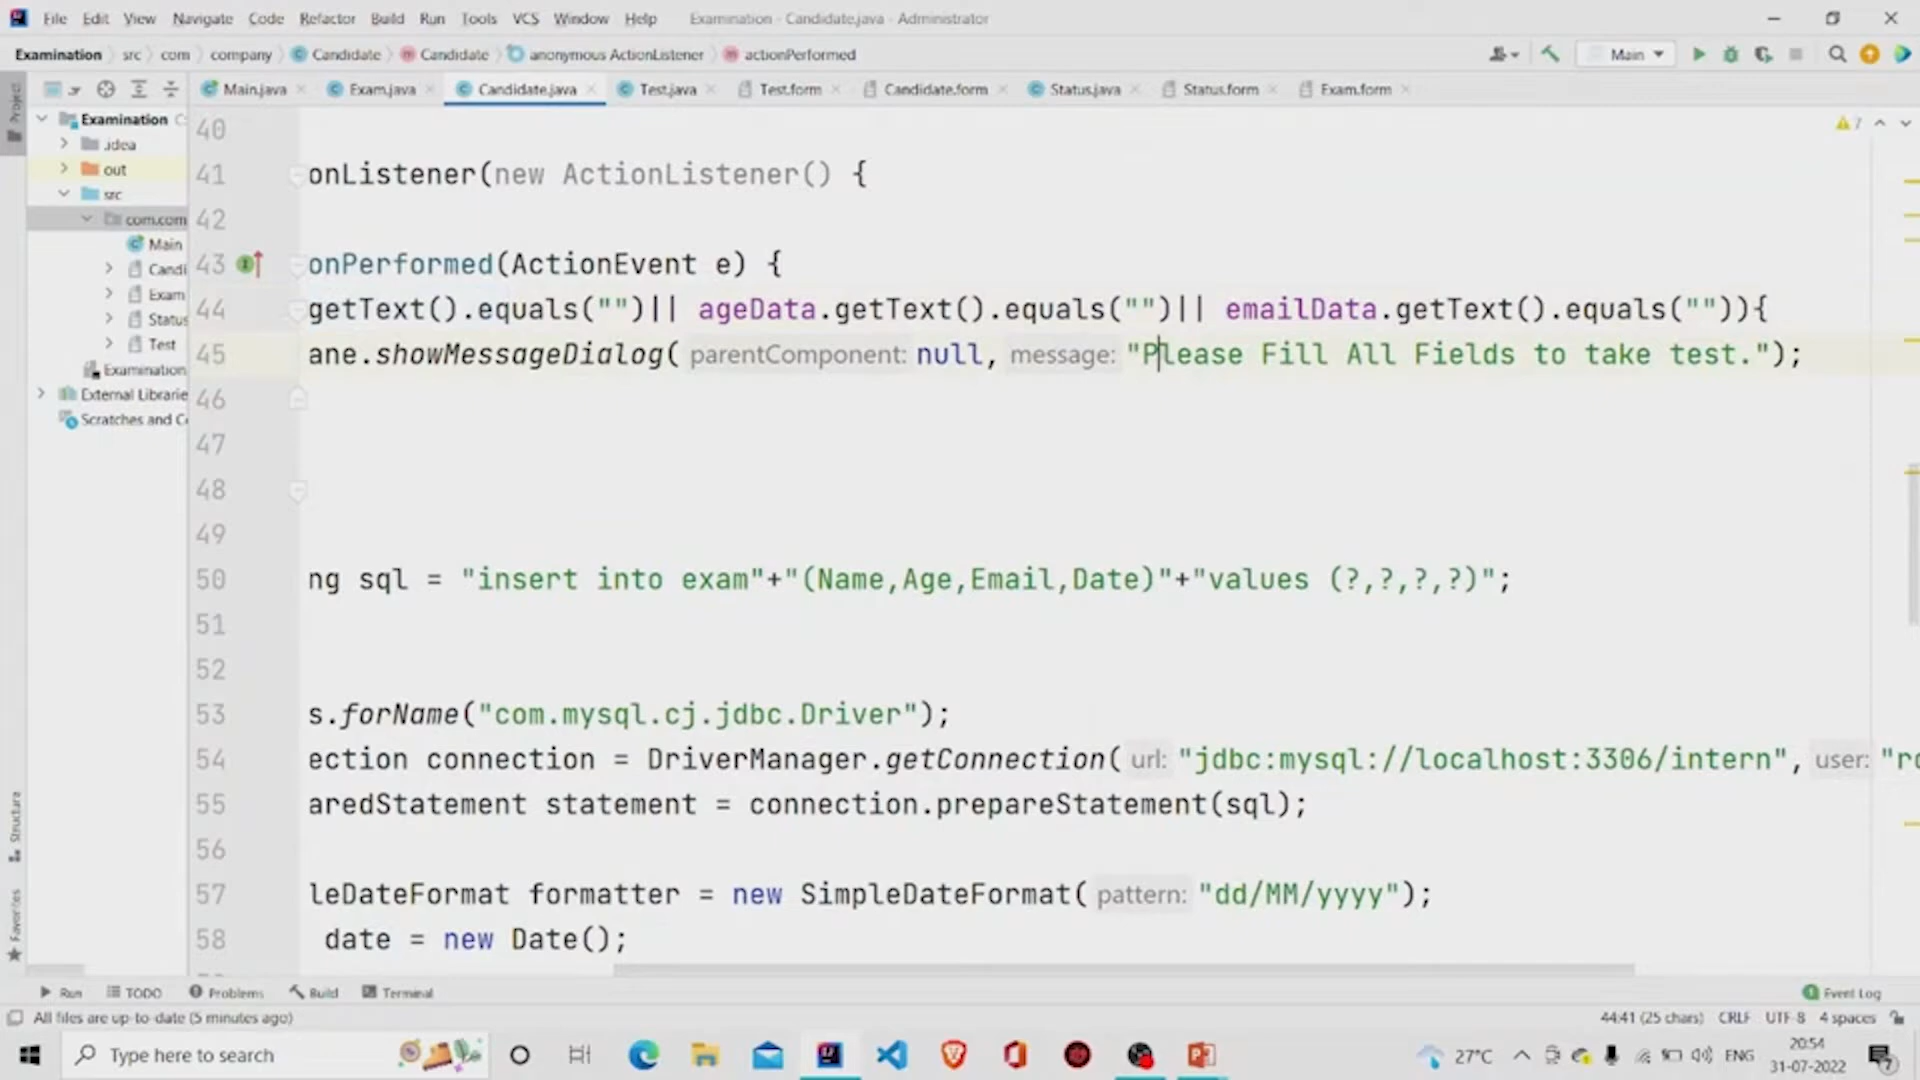 File Edit View Navigate Code Refactor Build Run Tools VCS Window Help Examination - Candidate.java - Administrator
Examination src com company Candidate Candidate anonymous ActionListener actionPerformed Main
Project Main.java Exam.java Candidate.java Test.java Test.form Candidate.form Status.java Status.form Exam.form
Examination
.idea
out
src
com.com
Main
Candi
Exam
Status
Test
Examination
External Librarie
Scratches and C
7
40
41 onListener(new ActionListener() {
42
43 onPerformed(ActionEvent e) {
44 getText().equals("")|| ageData.getText().equals("")|| emailData.getText().equals("")){
45 ane.showMessageDialog( parentComponent: null, message: "Please Fill All Fields to take test.");
46
47
48
49
50 ng sql = "insert into exam"+"(Name,Age,Email,Date)"+"values (?,?,?,?)";
51
52
53 s.forName("com.mysql.cj.jdbc.Driver");
54 ection connection = DriverManager.getConnection( url: "jdbc:mysql://localhost:3306/intern", user: "ro
55 aredStatement statement = connection.prepareStatement(sql);
56
57 leDateFormat formatter = new SimpleDateFormat( pattern: "dd/MM/yyyy");
58 date = new Date();
Structure
Favorites
Run TODO Problems Build Terminal Event Log
All files are up-to-date (5 minutes ago) 44:41 (25 chars) CRLF UTF-8 4 spaces
Type here to search 27°C ENG 20:54
31-07-2022